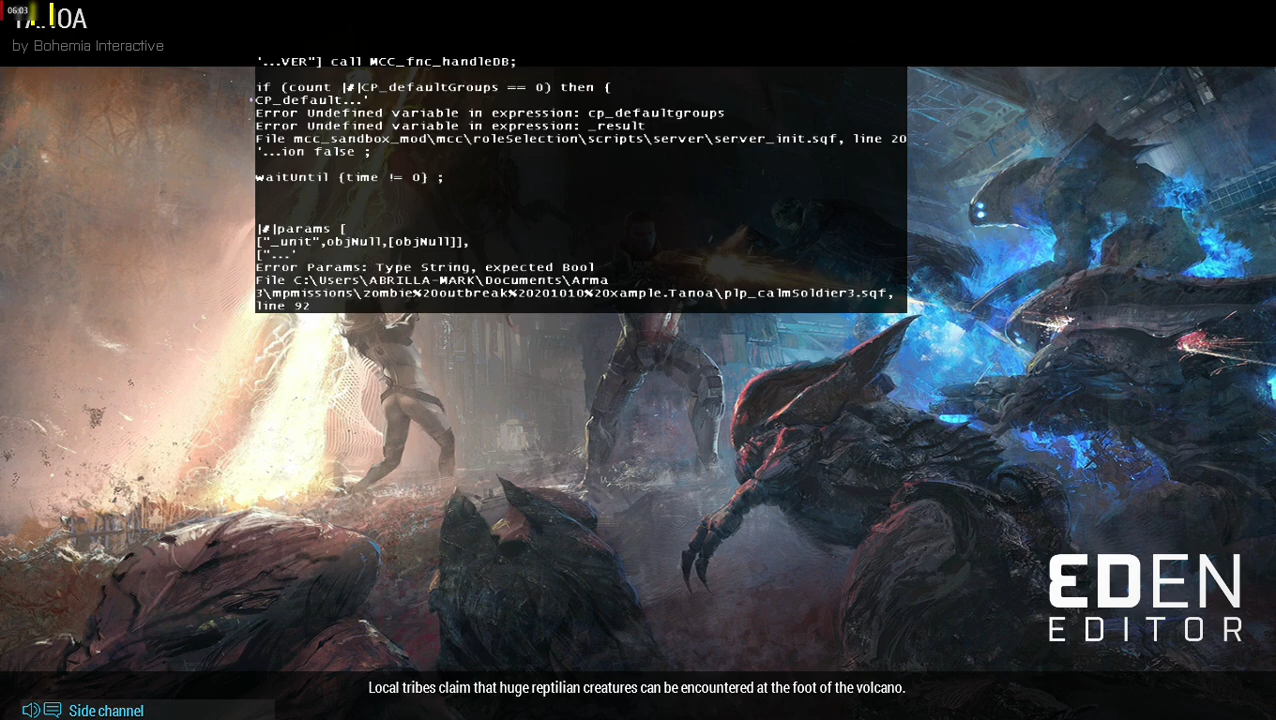 06:03
TANOA
by Bohemia Interactive
'...VER"] call MCC_fnc_handleDB;
if (count |#|CP_defaultGroups == 0) then {
CP_default...'
Error Undefined variable in expression: cp_defaultgroups
Error Undefined variable in expression: _result
File mcc_sandbox_mod\mcc\roleSelection\scripts\server\server_init.sqf, line 20
'...ion false ;
waitUntil {time != 0} ;
|#|params [
["_unit",objNull,[objNull]],
["...'
Error Params: Type String, expected Bool
File C:\Users\ABRILLA-MARK\Documents\Arma
3\mpmissions\zombie%20outbreak%20201010%20xample.Tanoa\plp_calmSoldier3.sqf,
line 92
EDEN
EDITOR
Local tribes claim that huge reptilian creatures can be encountered at the foot of the volcano.
Side channel